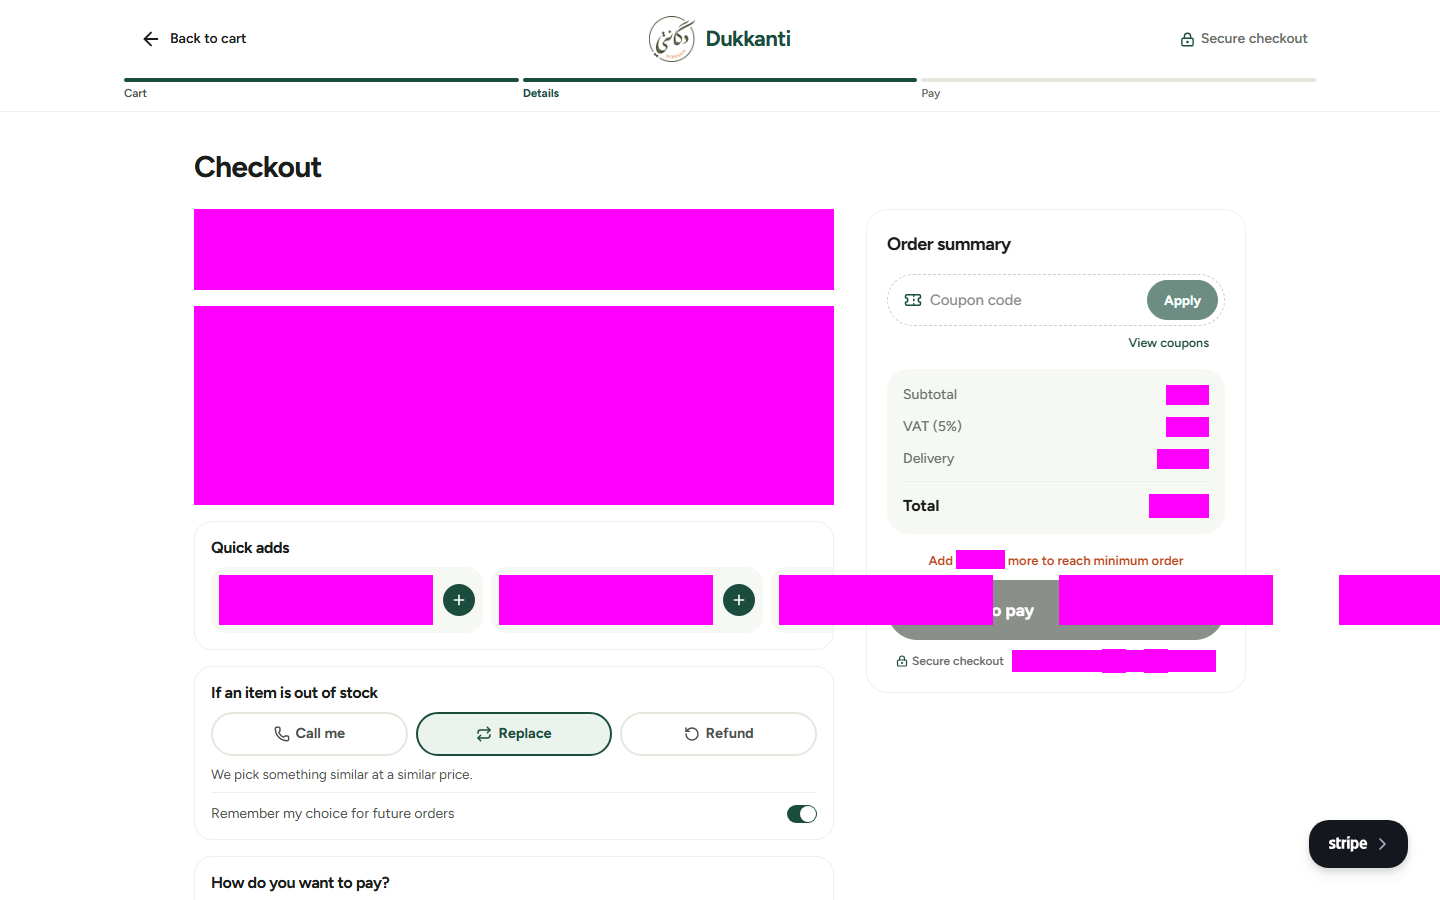 Back to cart
دكانتي
Dukkanti
Secure checkout
Cart
Details
Pay
Checkout
Order summary
Coupon code
Apply
View coupons
Subtotal
VAT (5%)
Delivery
Total
Add more to reach minimum order
o pay
Secure checkout
Quick adds
If an item is out of stock
Call me
Replace
Refund
We pick something similar at a similar price.
Remember my choice for future orders
How do you want to pay?
stripe